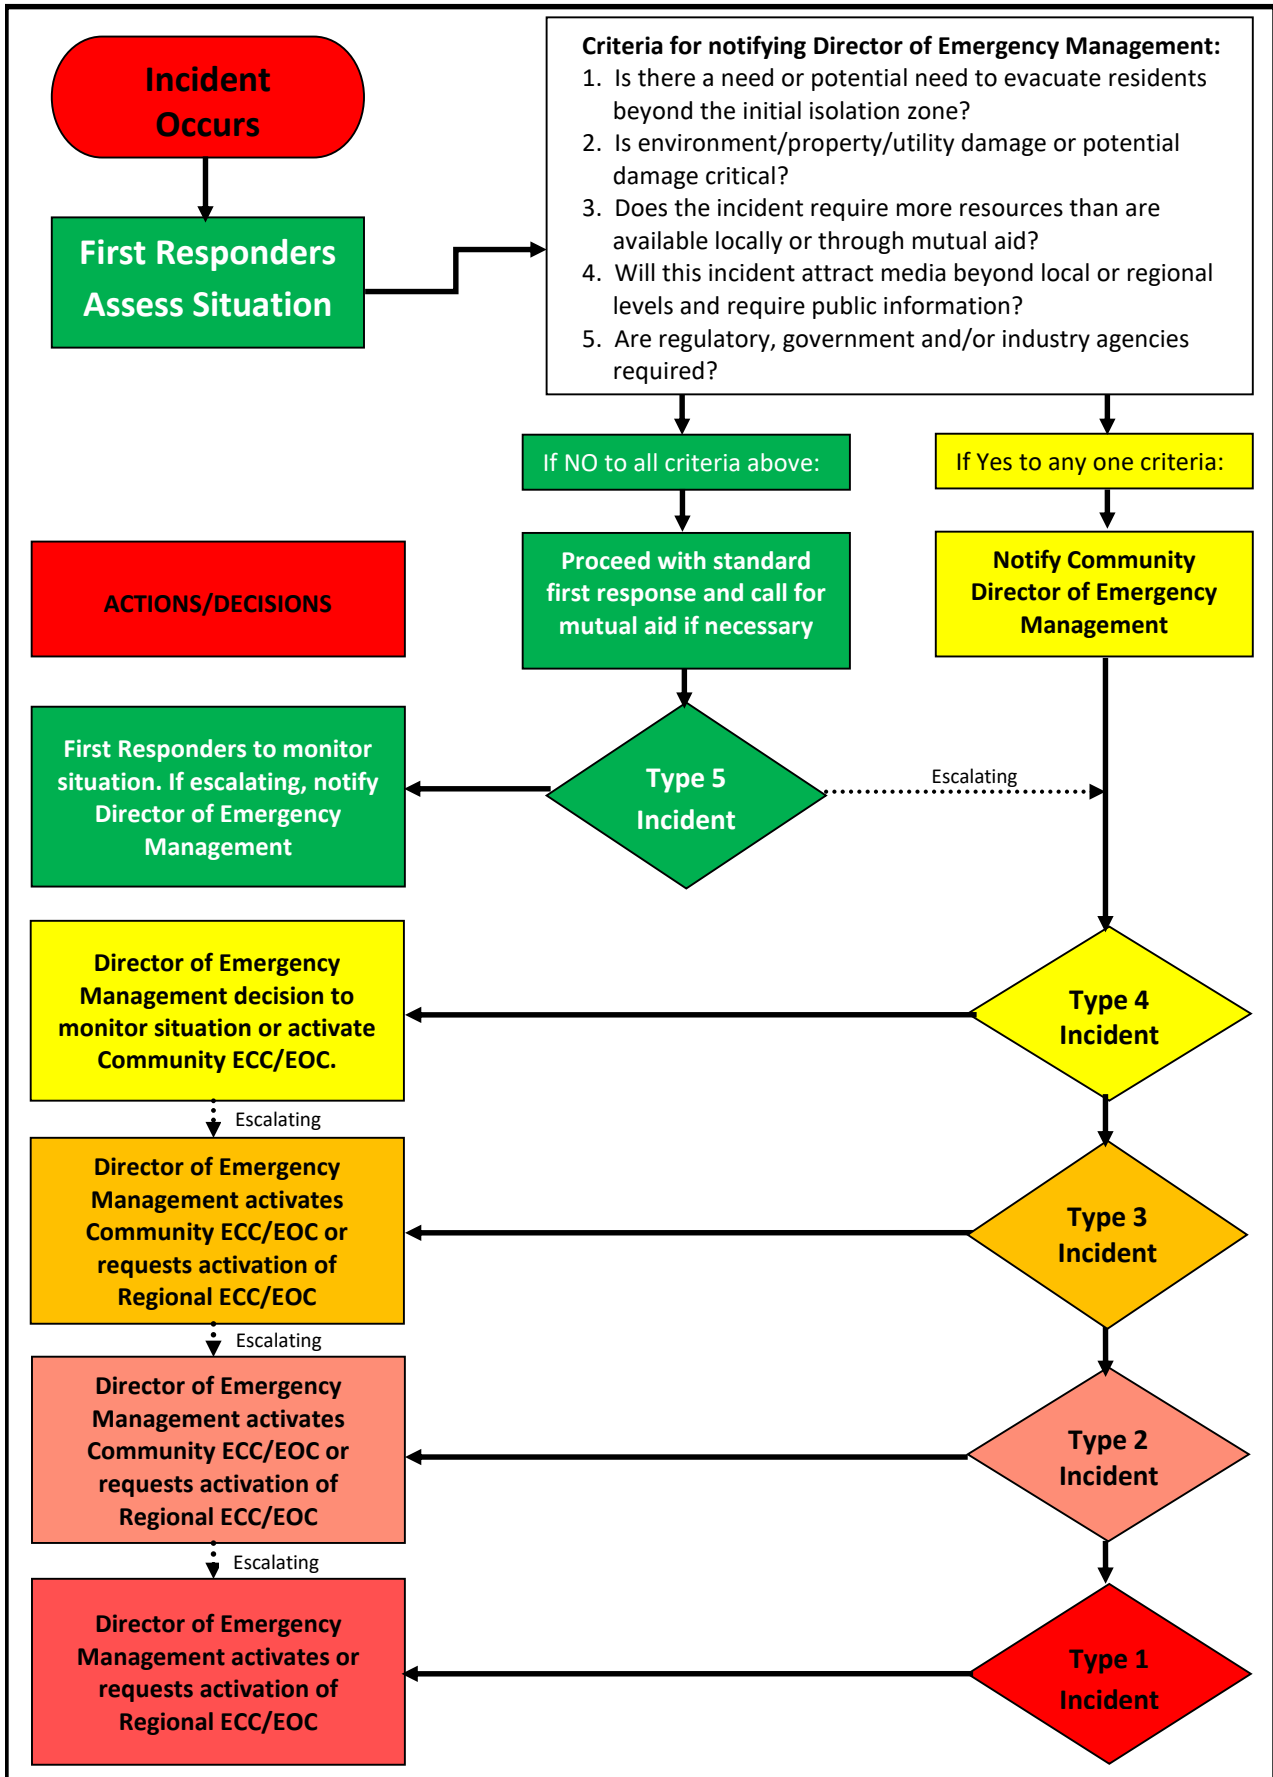 Incident
Occurs
First Responders
Assess Situation
Criteria for notifying Director of Emergency Management:
1. Is there a need or potential need to evacuate residents
beyond the initial isolation zone?
2. Is environment/property/utility damage or potential
damage critical?
3. Does the incident require more resources than are
available locally or through mutual aid?
4. Will this incident attract media beyond local or regional
levels and require public information?
5. Are regulatory, government and/or industry agencies
required?
If NO to all criteria above:
If Yes to any one criteria:
Proceed with standard
first response and call for
mutual aid if necessary
Notify Community
Director of Emergency
Management
ACTIONS/DECISIONS
First Responders to monitor
situation. If escalating, notify
Director of Emergency
Management
Type 5
Incident
Escalating
Director of Emergency
Management decision to
monitor situation or activate
Community ECC/EOC.
Type 4
Incident
Escalating
Director of Emergency
Management activates
Community ECC/EOC or
requests activation of
Regional ECC/EOC
Type 3
Incident
Escalating
Director of Emergency
Management activates
Community ECC/EOC or
requests activation of
Regional ECC/EOC
Type 2
Incident
Escalating
Director of Emergency
Management activates or
requests activation of
Regional ECC/EOC
Type 1
Incident